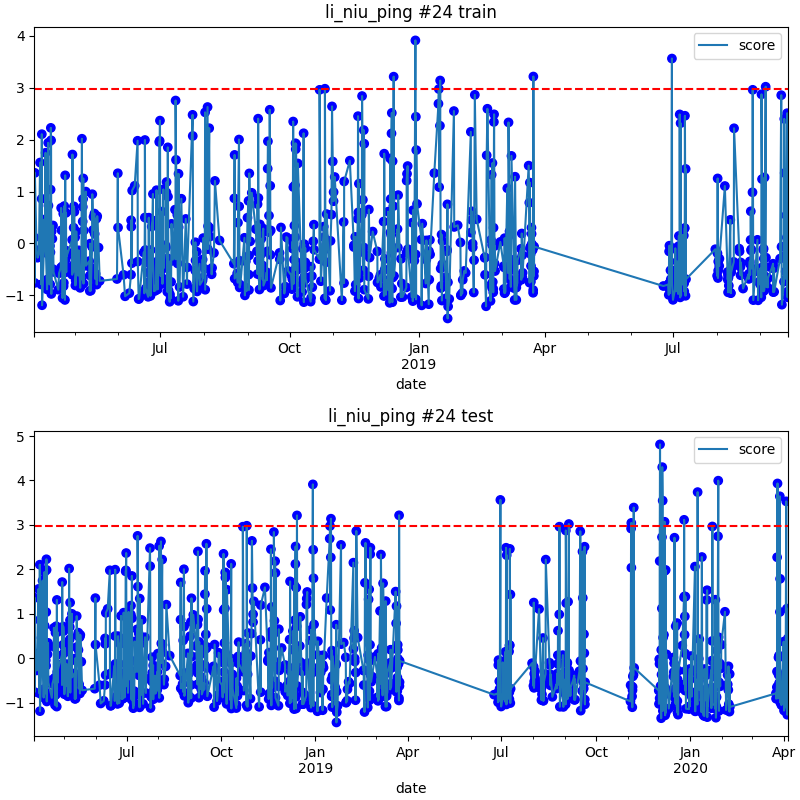 li_niu_ping #24 train
score
4
3
2
1
0
−1
Jul
Oct
Jan
2019
Apr
Jul
date
li_niu_ping #24 test
score
5
4
3
2
1
0
−1
Jul
Oct
Jan
2019
Apr
Jul
Oct
Jan
2020
Apr
date